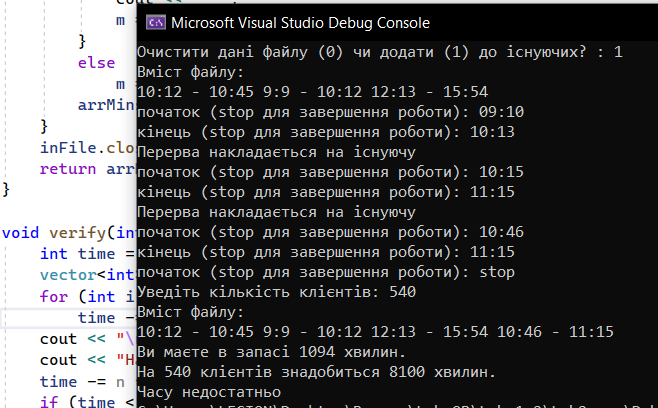 cout <<
m =
Microsoft Visual Studio Debug Console
}
else
m =
arrMin
}
inFile.clo
return arr
}
void verify(int
int time =
vector<int
for (int i
time -
cout << "\
cout << "На
time -= n
if (time <
Очистити дані файлу (0) чи додати (1) до існуючих? : 1
Вміст файлу:
10:12 - 10:45 9:9 - 10:12 12:13 - 15:54
початок (stop для завершення роботи): 09:10
кінець (stop для завершення роботи): 10:13
Перерва накладається на існуючу
початок (stop для завершення роботи): 10:15
кінець (stop для завершення роботи): 11:15
Перерва накладається на існуючу
початок (stop для завершення роботи): 10:46
кінець (stop для завершення роботи): 11:15
початок (stop для завершення роботи): stop
Уведіть кількість клієнтів: 540
Вміст файлу:
10:12 - 10:45 9:9 - 10:12 12:13 - 15:54 10:46 - 11:15
Ви маєте в запасі 1094 хвилин.
На 540 клієнтів знадобиться 8100 хвилин.
Часу недостатньо